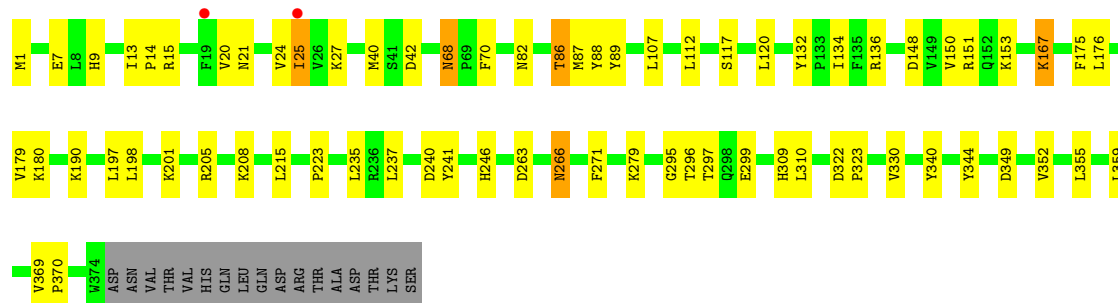 M1 E7 L8 H9 I13 P14 R15 F19 V20 N21 V24 I25 V26 K27 M40 S41 D42 N68 P69 F70 N82 T86 M87 Y88 Y89 L107 L112 S117 L120 Y132 P133 I134 F135 R136 D148 V149 V150 R151 Q152 K153 K167 F175 L176
V179 K180 K190 L197 L198 K201 R205 K208 L215 P223 L235 R236 L237 D240 Y241 H246 D263 N266 F271 K279 G295 T296 T297 Q298 E299 H309 L310 D322 P323 V330 Y340 Y344 D349 V352 L355 L359
V369 P370 W374 ASP ASN VAL THR VAL HIS GLN LEU GLN ASP ARG THR ALA ASP THR LYS SER